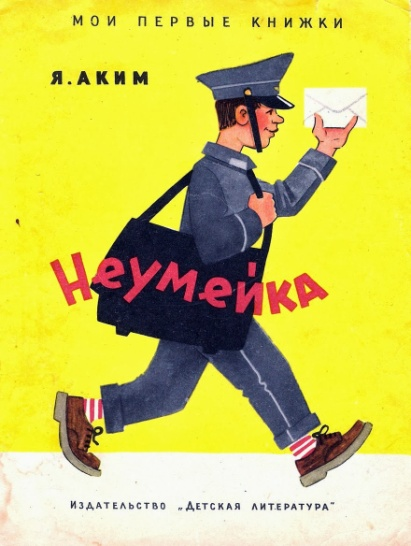 МОИ ПЕРВЫЕ КНИЖКИ
Я. АКИМ
Неумейка
Издательство „Детская литература"